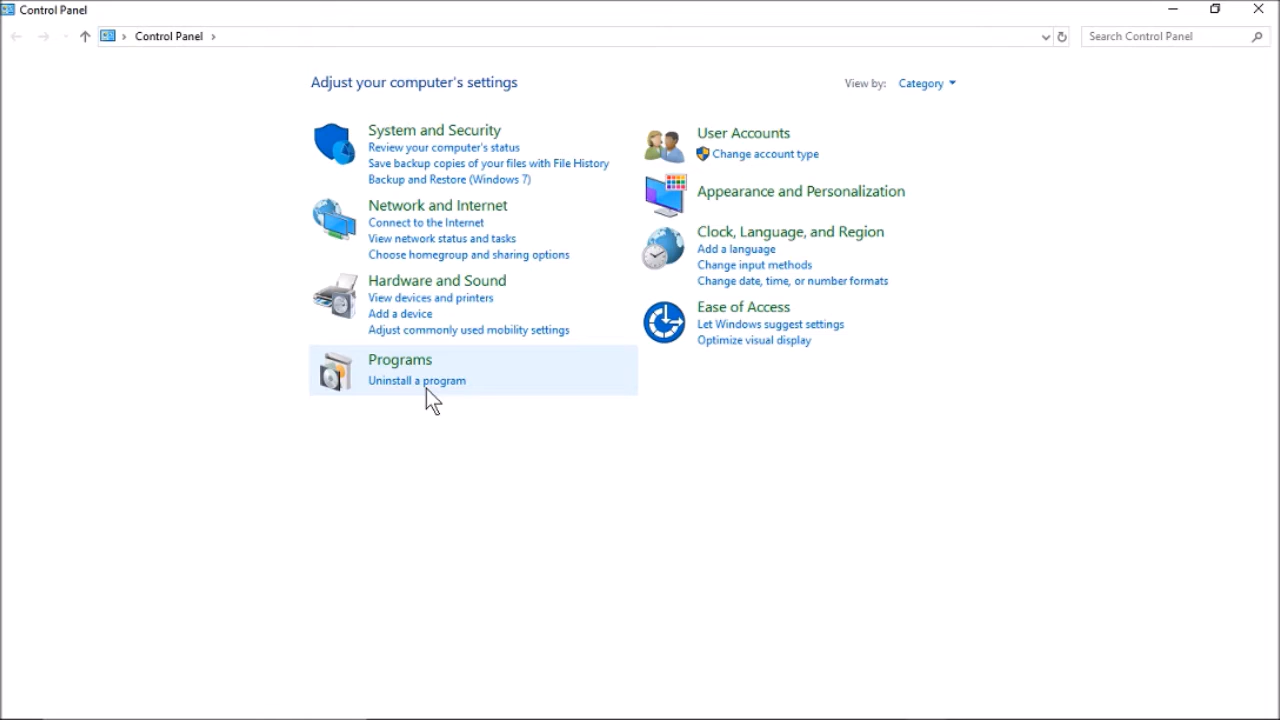 Control Panel
Control Panel
Search Control Panel
Adjust your computer's settings
View by: Category
System and Security
Review your computer's status
Save backup copies of your files with File History
Backup and Restore (Windows 7)
Network and Internet
Connect to the Internet
View network status and tasks
Choose homegroup and sharing options
Hardware and Sound
View devices and printers
Add a device
Adjust commonly used mobility settings
Programs
Uninstall a program
User Accounts
Change account type
Appearance and Personalization
Clock, Language, and Region
Add a language
Change input methods
Change date, time, or number formats
Ease of Access
Let Windows suggest settings
Optimize visual display